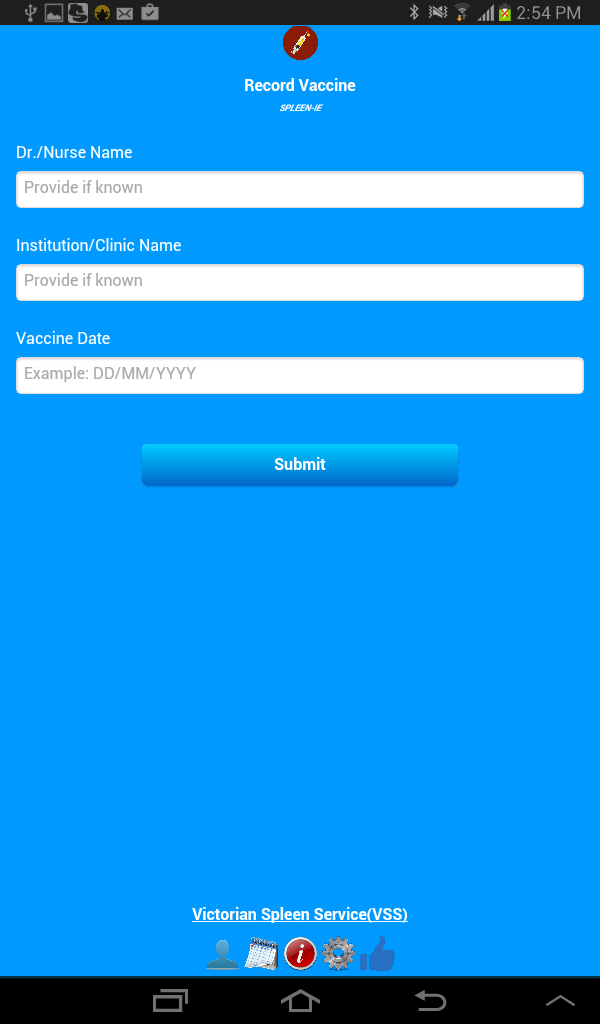 2:54 PM
Record Vaccine
SPLEEN-IE
Dr./Nurse Name
Provide if known
Institution/Clinic Name
Provide if known
Vaccine Date
Example: DD/MM/YYYY
Submit
Victorian Spleen Service(VSS)